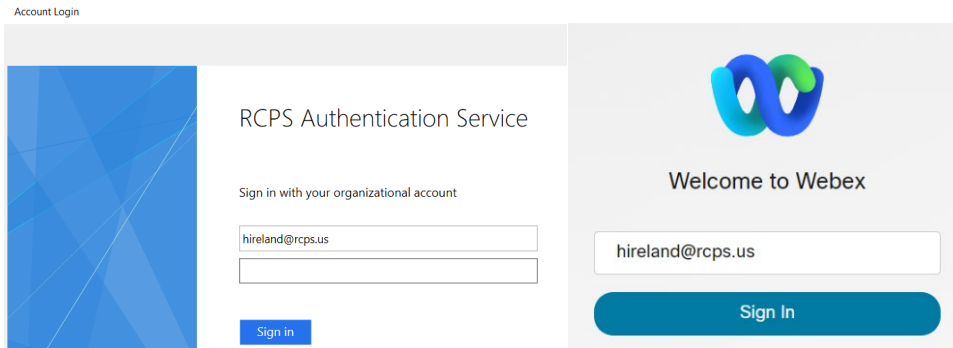 Account Login
RCPS Authentication Service
Sign in with your organizational account
hireland@rcps.us
Sign in
Welcome to Webex
hireland@rcps.us
Sign In